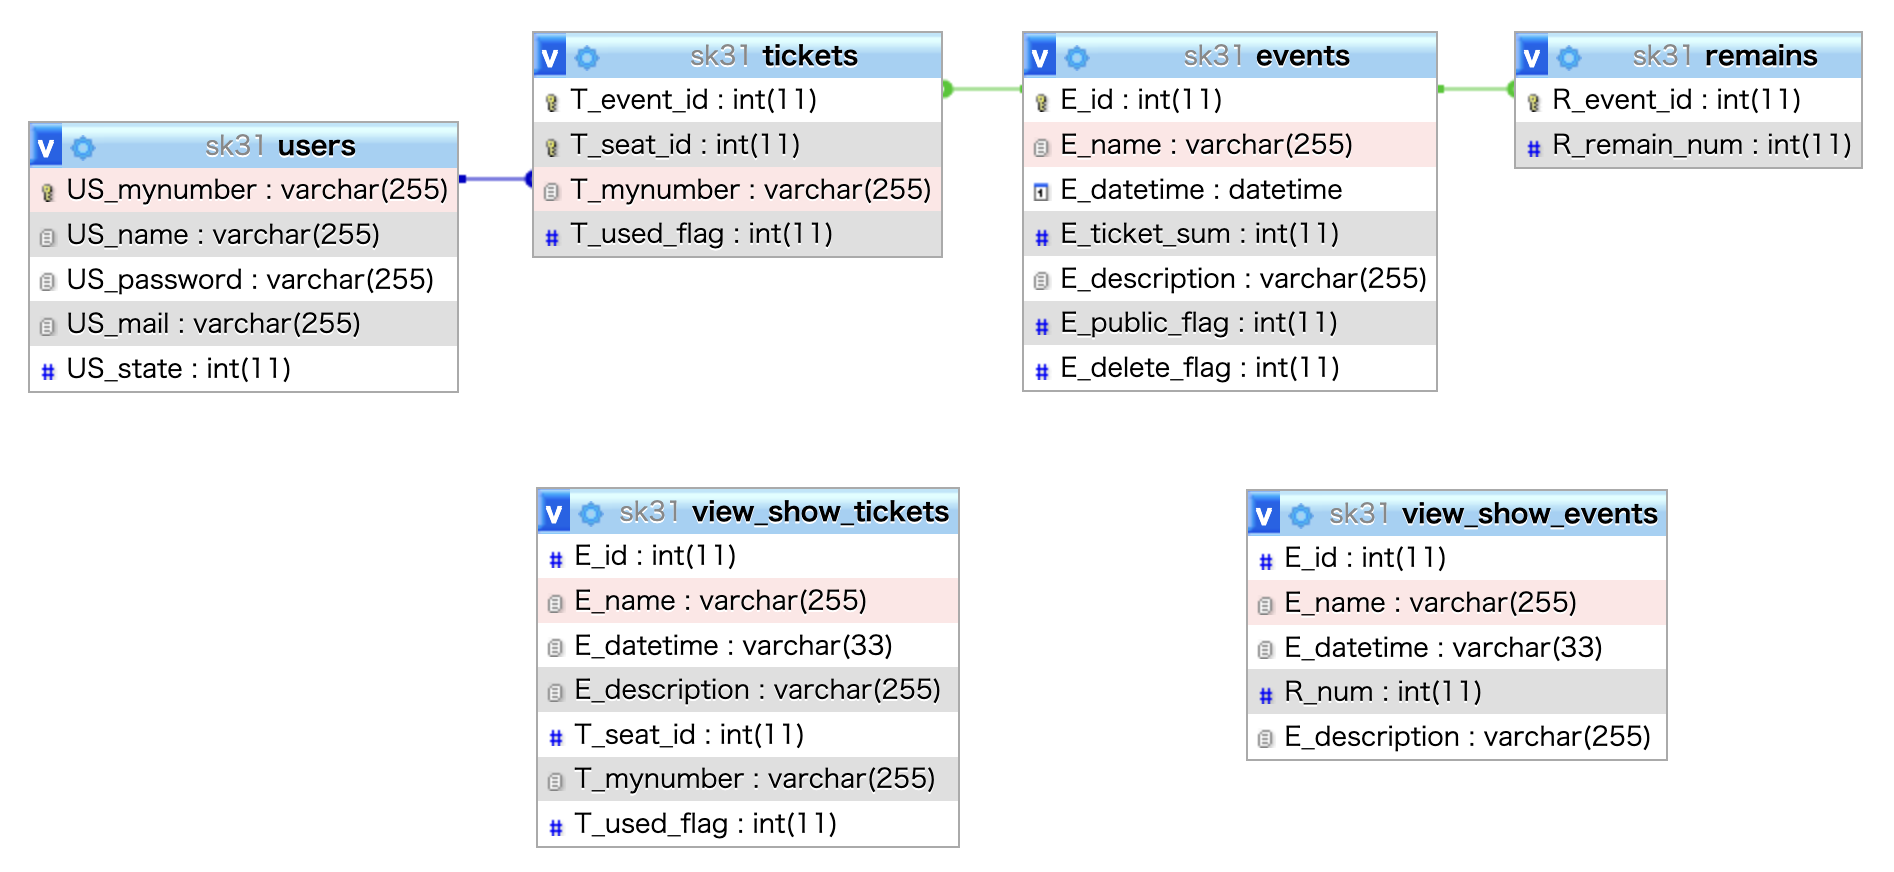 v sk31 users
US_mynumber : varchar(255)
US_name : varchar(255)
US_password : varchar(255)
US_mail : varchar(255)
# US_state : int(11)
v sk31 tickets
T_event_id : int(11)
T_seat_id : int(11)
T_mynumber : varchar(255)
# T_used_flag : int(11)
v sk31 events
E_id : int(11)
E_name : varchar(255)
E_datetime : datetime
# E_ticket_sum : int(11)
E_description : varchar(255)
# E_public_flag : int(11)
# E_delete_flag : int(11)
v sk31 remains
R_event_id : int(11)
# R_remain_num : int(11)
v sk31 view_show_tickets
# E_id : int(11)
E_name : varchar(255)
E_datetime : varchar(33)
E_description : varchar(255)
# T_seat_id : int(11)
T_mynumber : varchar(255)
# T_used_flag : int(11)
v sk31 view_show_events
# E_id : int(11)
E_name : varchar(255)
E_datetime : varchar(33)
# R_num : int(11)
E_description : varchar(255)